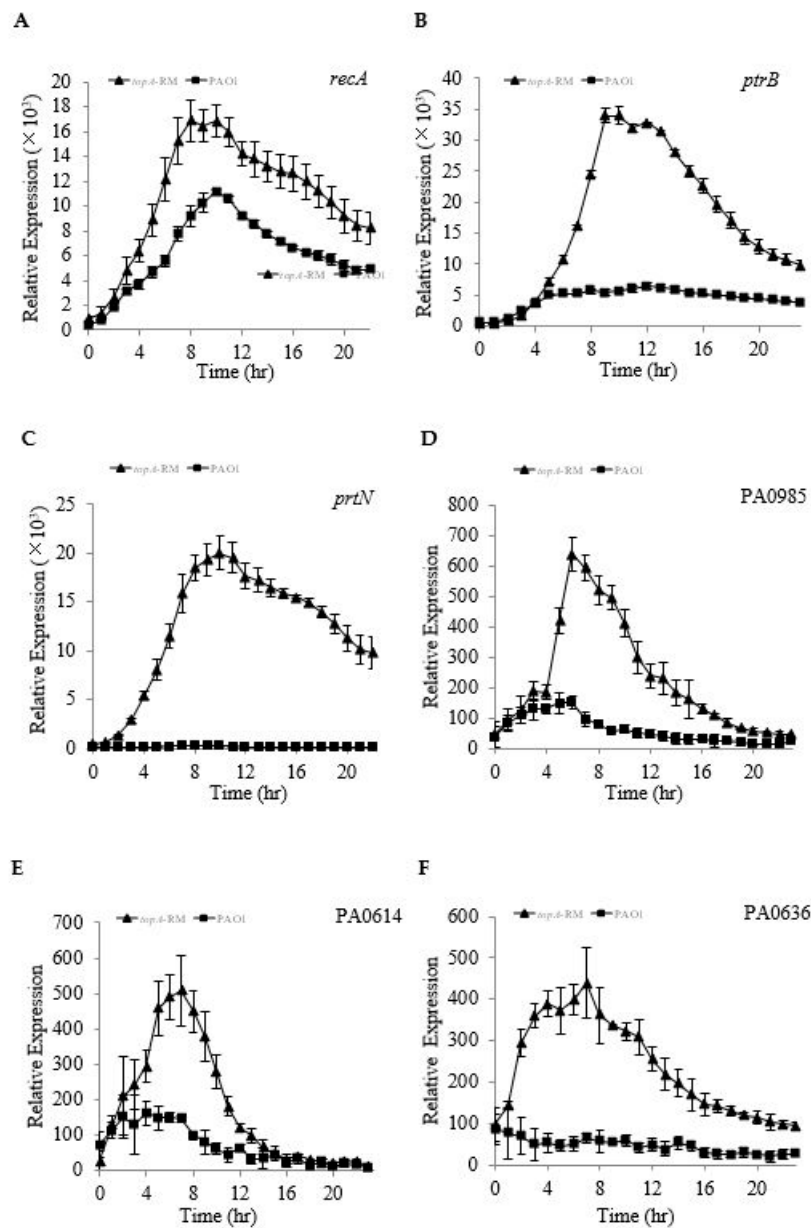 A
topA-RM PAO1
recA
Relative Expression (×10³)
20
18
16
14
12
10
8
6
4
2
0
topA-RM PAO1
0 4 8 12 16 20
Time (hr)
B
topA-RM PAO1
ptrB
Relative Expression (×10³)
40
35
30
25
20
15
10
5
0
0 4 8 12 16 20
Time (hr)
C
topA-RM PAO1
prtN
Relative Expression (×10³)
25
20
15
10
5
0
0 4 8 12 16 20
Time (hr)
D
topA-RM PAO1
PA0985
Relative Expression
800
700
600
500
400
300
200
100
0
0 4 8 12 16 20
Time (hr)
E
topA-RM PAO1
PA0614
Relative Expression
700
600
500
400
300
200
100
0
0 4 8 12 16 20
Time (hr)
F
topA-RM PAO1
PA0636
Relative Expression
600
500
400
300
200
100
0
0 4 8 12 16 20
Time (hr)